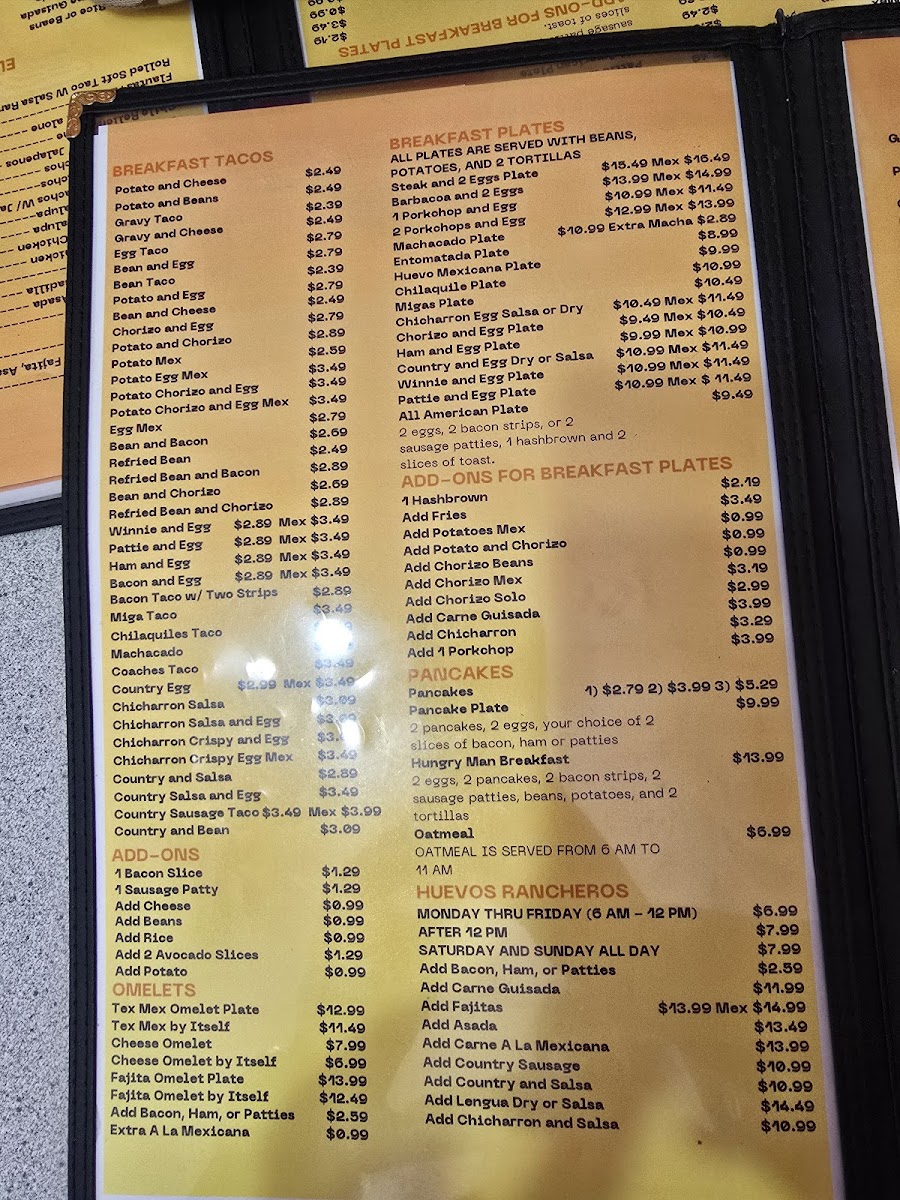 BREAKFAST TACOS
Potato and Cheese $2.49
Potato and Beans $2.49
Gravy Taco $2.39
Gravy and Cheese $2.49
Egg Taco $2.79
Bean and Egg $2.79
Bean Taco $2.39
Potato and Egg $2.79
Bean and Cheese $2.49
Chorizo and Egg $2.79
Potato and Chorizo $2.89
Potato Mex $2.59
Potato Egg Mex $3.49
Potato Chorizo and Egg $3.49
Potato Chorizo and Egg Mex $3.49
Egg Mex $2.79
Bean and Bacon $2.69
Refried Bean $2.49
Refried Bean and Bacon $2.89
Bean and Chorizo $2.69
Refried Bean and Chorizo $2.89
Winnie and Egg $2.89 Mex $3.49
Pattie and Egg $2.89 Mex $3.49
Ham and Egg $2.89 Mex $3.49
Bacon and Egg $2.89 Mex $3.49
Bacon Taco w/ Two Strips $2.89
Miga Taco $3.49
Chilaquiles Taco
Machacado
Coaches Taco $3.49
Country Egg $2.99 Mex $3.49
Chicharron Salsa $3.09
Chicharron Salsa and Egg
Chicharron Crispy and Egg
Chicharron Crispy Egg Mex $3.49
Country and Salsa $2.89
Country Salsa and Egg $3.49
Country Sausage Taco $3.49 Mex $3.99
Country and Bean $3.09
ADD-ONS
1 Bacon Slice $1.29
1 Sausage Patty $1.29
Add Cheese $0.99
Add Beans $0.99
Add Rice $0.99
Add 2 Avocado Slices $1.29
Add Potato $0.99
OMELETS
Tex Mex Omelet Plate $12.99
Tex Mex by Itself $11.49
Cheese Omelet $7.99
Cheese Omelet by Itself $6.99
Fajita Omelet Plate $13.99
Fajita Omelet by Itself $12.49
Add Bacon, Ham, or Patties $2.59
Extra A La Mexicana $0.99
BREAKFAST PLATES
ALL PLATES ARE SERVED WITH BEANS,
POTATOES, AND 2 TORTILLAS
Steak and 2 Eggs Plate $15.49 Mex $16.49
Barbacoa and 2 Eggs $13.99 Mex $14.99
1 Porkchop and Egg $10.99 Mex $11.49
2 Porkchops and Egg $12.99 Mex $13.99
Machacado Plate $10.99 Extra Macha $2.89
Entomatada Plate $8.99
Huevo Mexicana Plate $9.99
Chilaquile Plate $10.99
Migas Plate $10.49
Chicharron Egg Salsa or Dry $10.49 Mex $11.49
Chorizo and Egg Plate $9.49 Mex $10.49
Ham and Egg Plate $9.99 Mex $10.99
Country and Egg Dry or Salsa $10.99 Mex $11.49
Winnie and Egg Plate $10.99 Mex $11.49
Pattie and Egg Plate $10.99 Mex $ 11.49
All American Plate $9.49
2 eggs, 2 bacon strips, or 2
sausage patties, 1 hashbrown and 2
slices of toast.
ADD-ONS FOR BREAKFAST PLATES
1 Hashbrown $2.19
Add Fries $3.49
Add Potatoes Mex $0.99
Add Potato and Chorizo $0.99
Add Chorizo Beans $0.99
Add Chorizo Mex $3.19
Add Chorizo Solo $2.99
Add Carne Guisada $3.99
Add Chicharron $3.29
Add 1 Porkchop $3.99
PANCAKES
Pancakes 1) $2.79 2) $3.99 3) $5.29
Pancake Plate $9.99
2 pancakes, 2 eggs, your choice of 2
slices of bacon, ham or patties
Hungry Man Breakfast $13.99
2 eggs, 2 pancakes, 2 bacon strips, 2
sausage patties, beans, potatoes, and 2
tortillas
Oatmeal $6.99
OATMEAL IS SERVED FROM 6 AM TO
11 AM
HUEVOS RANCHEROS
MONDAY THRU FRIDAY (6 AM - 12 PM) $6.99
AFTER 12 PM $7.99
SATURDAY AND SUNDAY ALL DAY $7.99
Add Bacon, Ham, or Patties $2.59
Add Carne Guisada $11.99
Add Fajitas $13.99 Mex $14.99
Add Asada $13.49
Add Carne A La Mexicana $13.99
Add Country Sausage $10.99
Add Country and Salsa $10.99
Add Lengua Dry or Salsa $14.49
Add Chicharron and Salsa $10.99